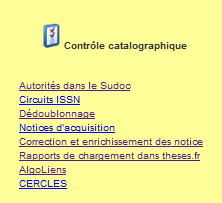 Contrôle catalographique
Autorités dans le Sudoc
Circuits ISSN
Dédoublonnage
Notices d'acquisition
Correction et enrichissement des notice
Rapports de chargement dans theses.fr
AlgoLiens
CERCLES